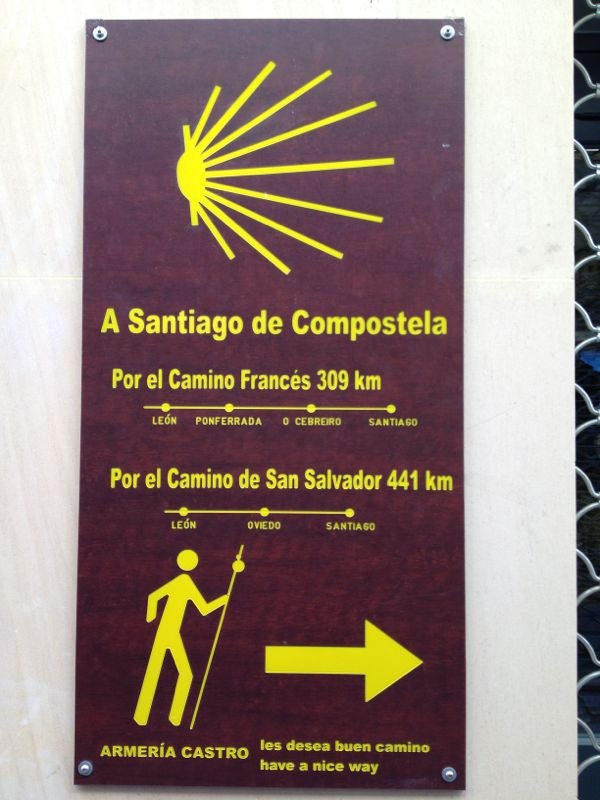 A Santiago de Compostela
Por el Camino Francés 309 km
LEÓN PONFERRADA O CEBREIRO SANTIAGO
Por el Camino de San Salvador 441 km
LEÓN OVIEDO SANTIAGO
ARMERÍA CASTRO les desea buen camino
have a nice way